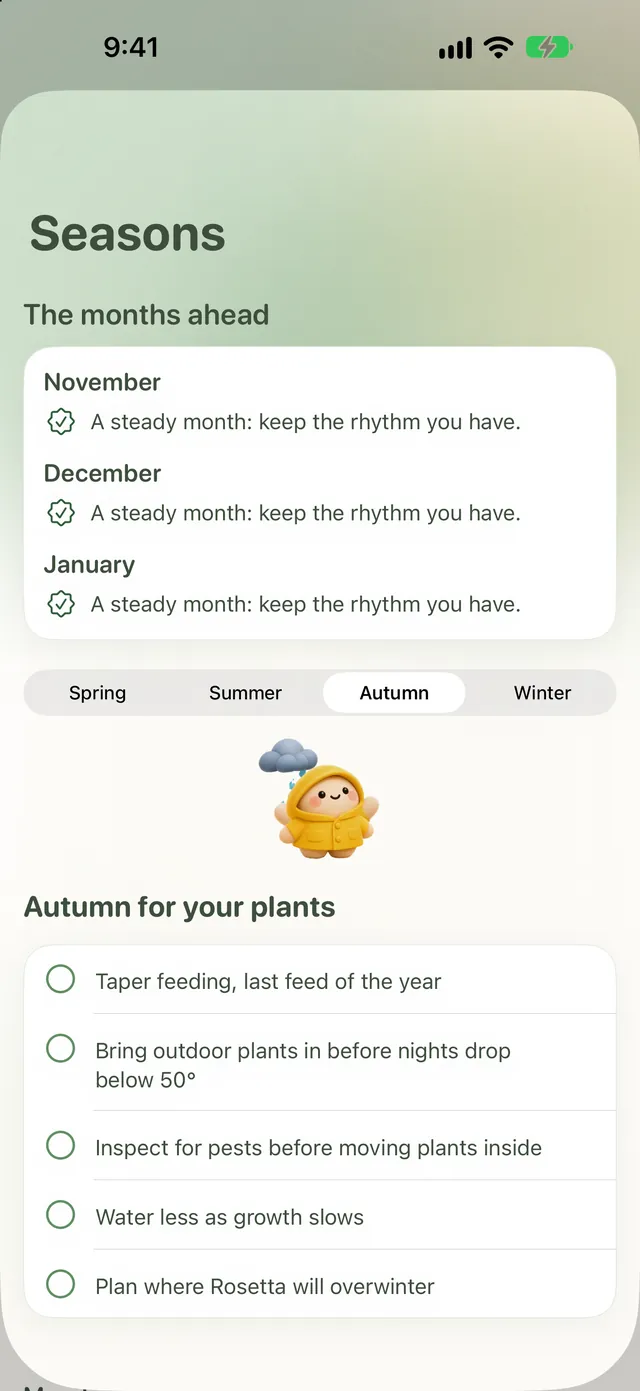 9:41
Seasons
The months ahead
November
A steady month: keep the rhythm you have.
December
A steady month: keep the rhythm you have.
January
A steady month: keep the rhythm you have.
Spring Summer Autumn Winter
Autumn for your plants
Taper feeding, last feed of the year
Bring outdoor plants in before nights drop
below 50°
Inspect for pests before moving plants inside
Water less as growth slows
Plan where Rosetta will overwinter